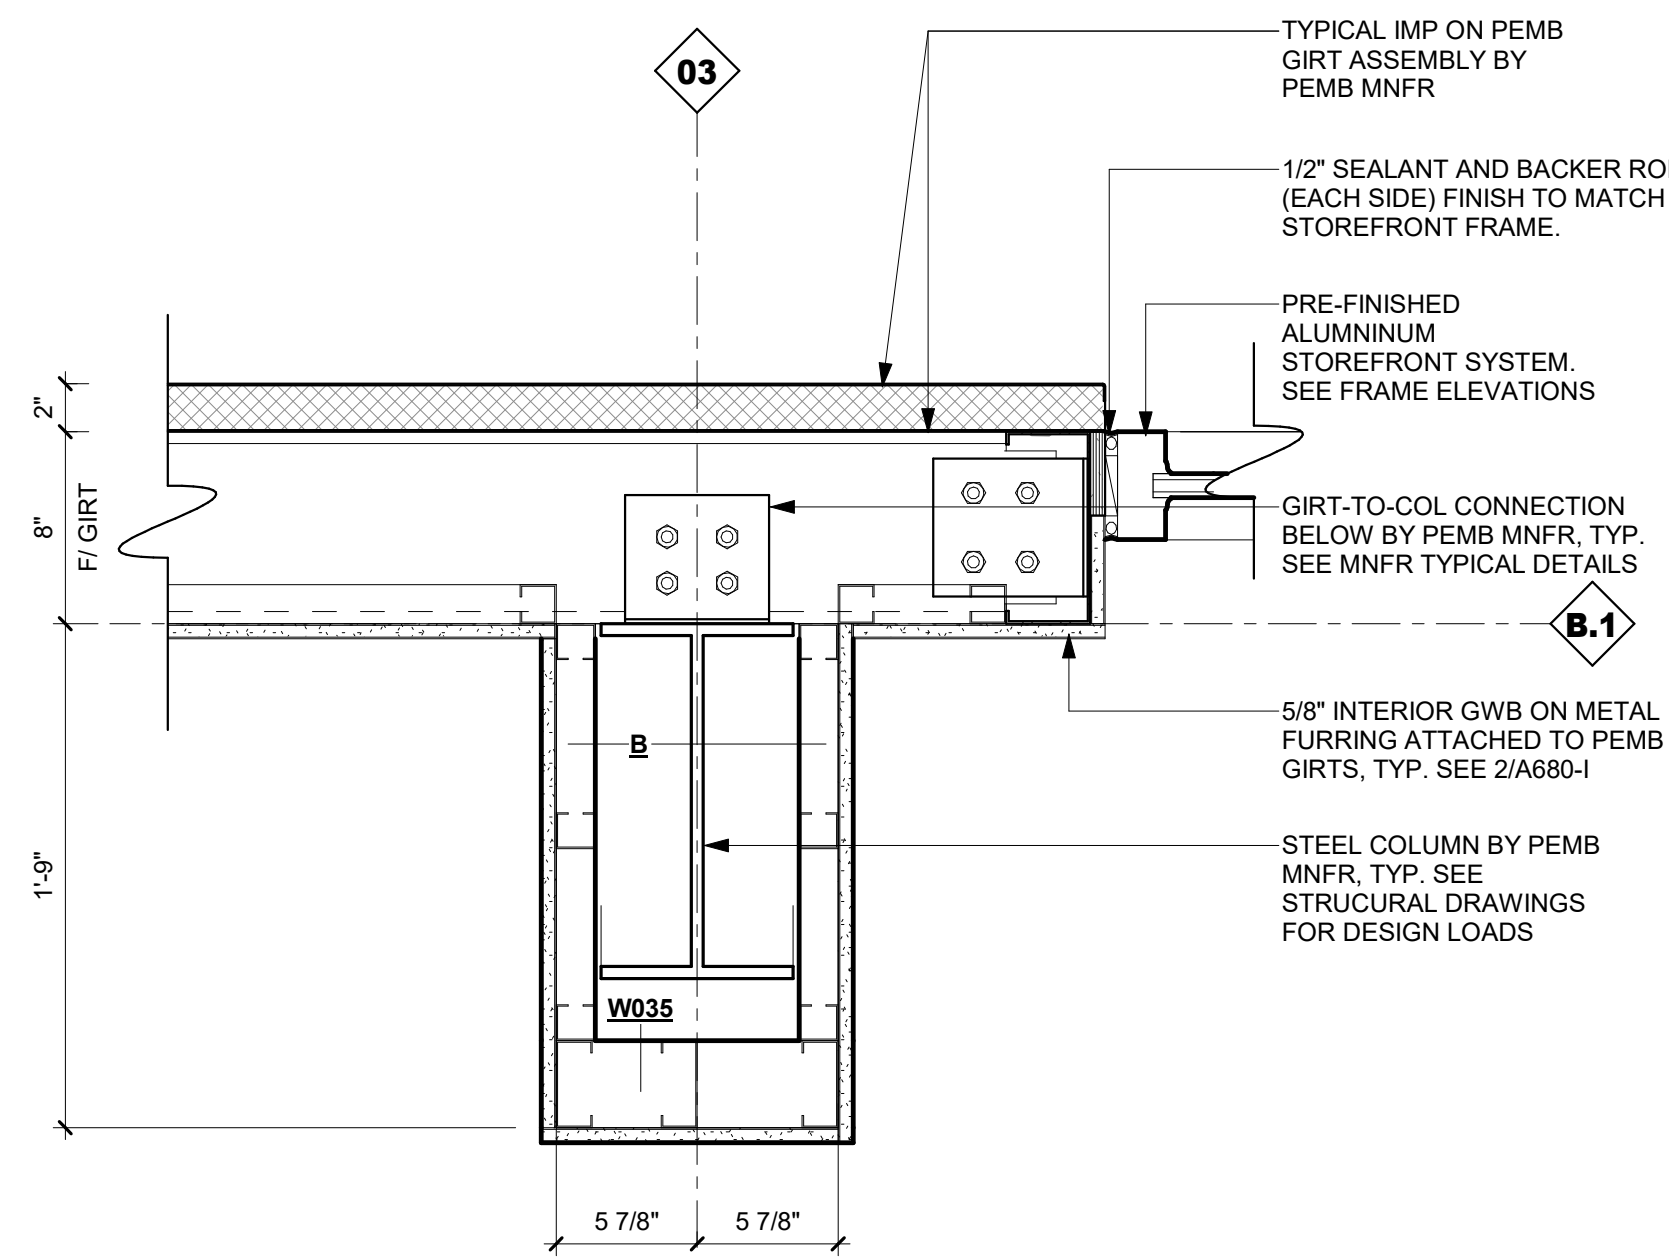 03
TYPICAL IMP ON PEMB
GIRT ASSEMBLY BY
PEMB MNFR
1/2" SEALANT AND BACKER
(EACH SIDE) FINISH TO MATCH
STOREFRONT FRAME.
PRE-FINISHED
ALUMNINUM
STOREFRONT SYSTEM.
SEE FRAME ELEVATIONS
2"
8"
F/ GIRT
GIRT-TO-COL CONNECTION
BELOW BY PEMB MNFR, TYP.
SEE MNFR TYPICAL DETAILS
B.1
5/8" INTERIOR GWB ON METAL
FURRING ATTACHED TO PEMB
GIRTS, TYP. SEE 2/A680-I
B
1'-9"
STEEL COLUMN BY PEMB
MNFR, TYP. SEE
STRUCURAL DRAWINGS
FOR DESIGN LOADS
W035
5 7/8"
5 7/8"